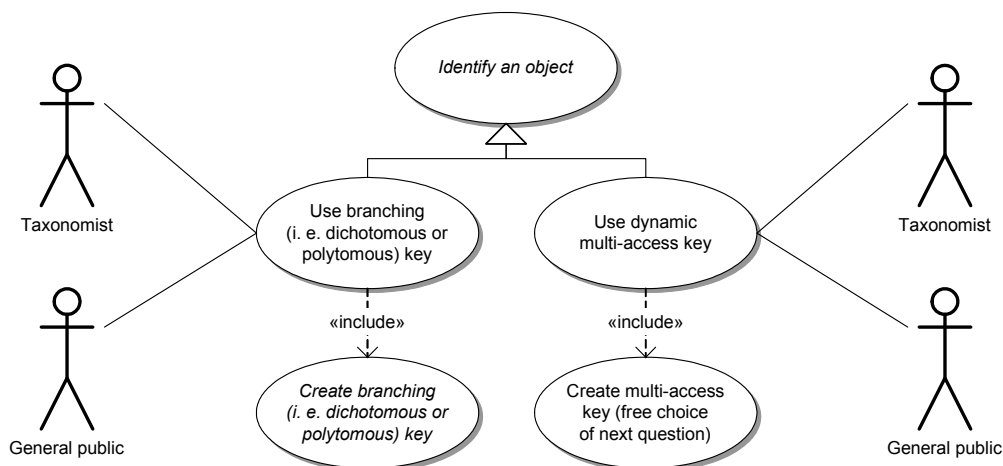 Identify an object
Taxonomist
Use branching
(i. e. dichotomous or
polytomous) key
Use dynamic
multi-access key
Taxonomist
«include»
«include»
General public
Create branching
(i. e. dichotomous or
polytomous) key
Create multi-access
key (free choice
of next question)
General public